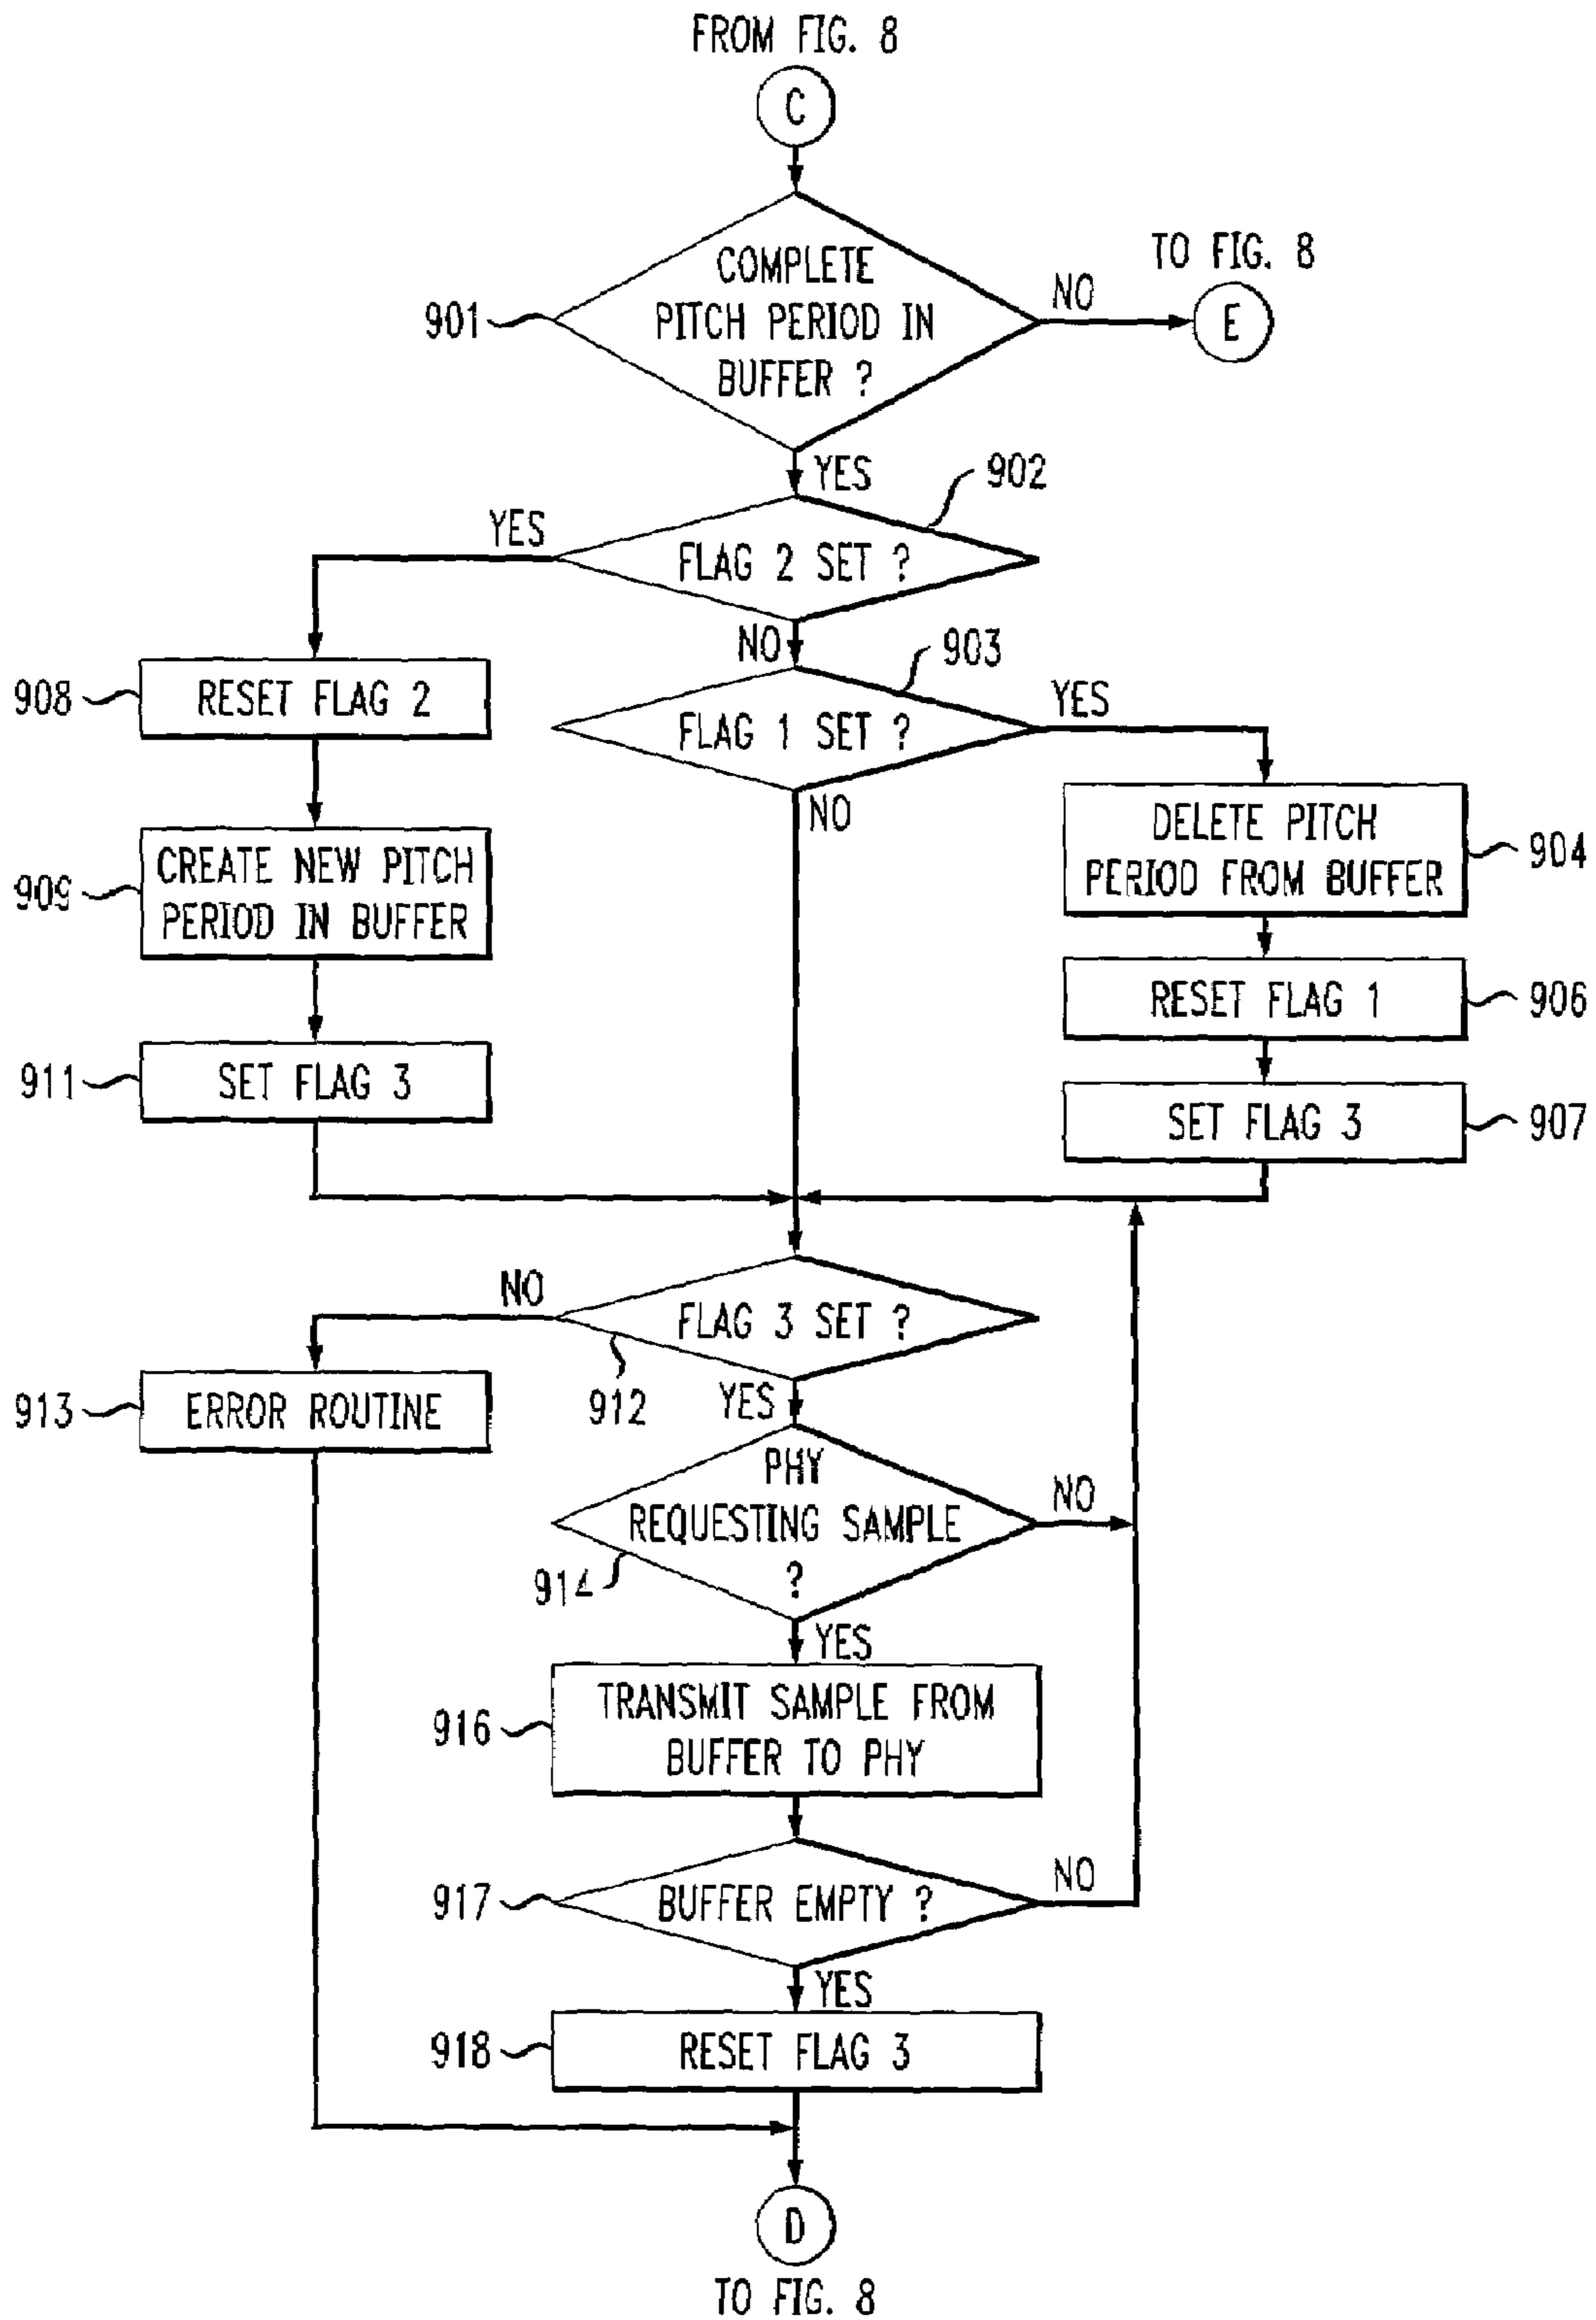 FROM FIG. 8
C
COMPLETE
PITCH PERIOD IN
BUFFER ?
901
NO
TO FIG. 8
E
YES
902
FLAG 2 SET ?
YES
NO
903
FLAG 1 SET ?
YES
NO
908
RESET FLAG 2
909
CREATE NEW PITCH
PERIOD IN BUFFER
911
SET FLAG 3
DELETE PITCH
PERIOD FROM BUFFER
904
RESET FLAG 1
906
SET FLAG 3
907
FLAG 3 SET ?
912
NO
YES
913
ERROR ROUTINE
PHY
REQUESTING SAMPLE
?
914
NO
YES
916
TRANSMIT SAMPLE FROM
BUFFER TO PHY
917
BUFFER EMPTY ?
NO
YES
918
RESET FLAG 3
D
TO FIG. 8